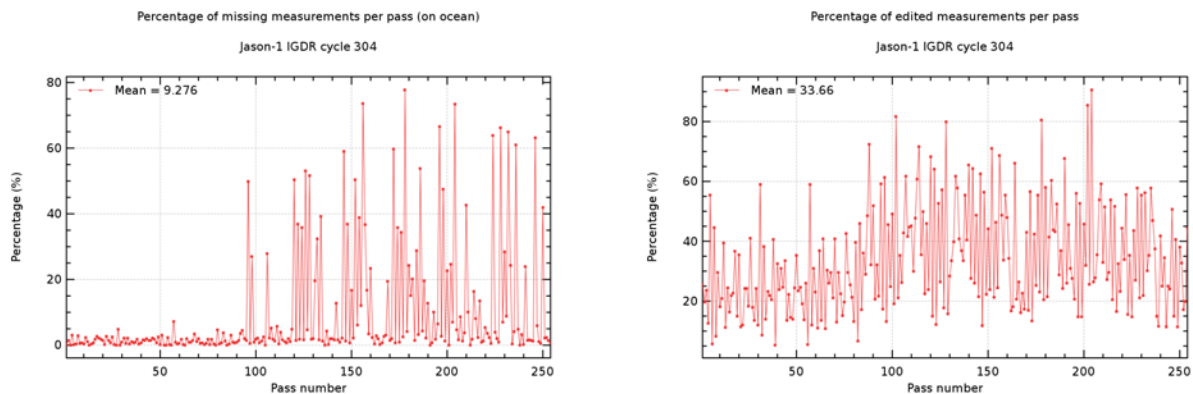 Percentage of missing measurements per pass (on ocean)
Jason-1 IGDR cycle 304
Mean = 9.276
80
60
40
20
0
Percentage (%)
50
100
150
200
250
Pass number
Percentage of edited measurements per pass
Jason-1 IGDR cycle 304
Mean = 33.66
80
60
40
20
Percentage (%)
50
100
150
200
250
Pass number